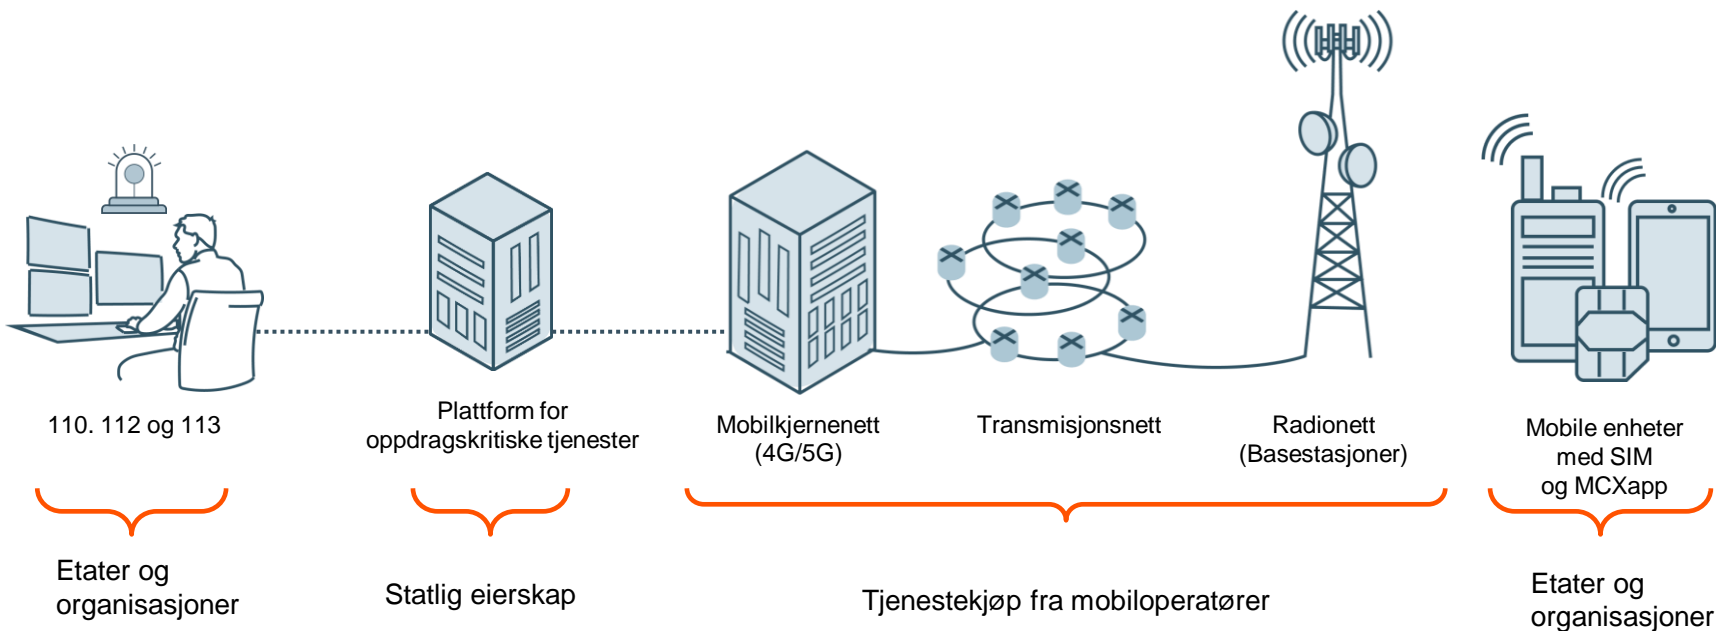 110. 112 og 113
Plattform for
oppdragskritiske tjenester
Mobilkjernenett
(4G/5G)
Transmisjonsnett
Radionett
(Basestasjoner)
Mobile enheter
med SIM
og MCXapp
Etater og
organisasjoner
Statlig eierskap
Tjenestekjøp fra mobiloperatører
Etater og
organisasjoner